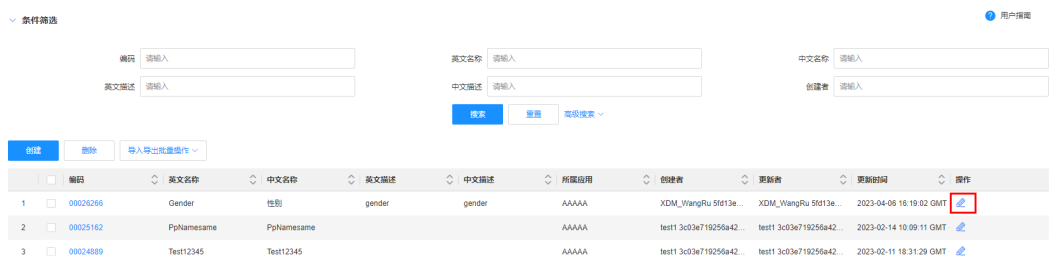 条件筛选
? 用户指南
编码 请输入 英文名称 请输入 中文名称 请输入
英文描述 请输入 中文描述 请输入 创建者 请输入
搜索 重置 高级搜索
创建 删除 导入导出批量操作
编码 英文名称 中文名称 英文描述 中文描述 所属应用 创建者 更新者 更新时间 操作
1 00026266 Gender 性别 gender gender AAAAA XDM_WangRu 5fd13e... XDM_WangRu 5fd13e... 2023-04-06 16:19:02 GMT
2 00025162 PpNamesame PpNamesame AAAAA test1 3c03e719256a42... test1 3c03e719256a42... 2023-02-14 10:09:11 GMT
3 00024889 Test12345 Test12345 AAAAA test1 3c03e719256a42... test1 3c03e719256a42... 2023-02-11 18:31:29 GMT